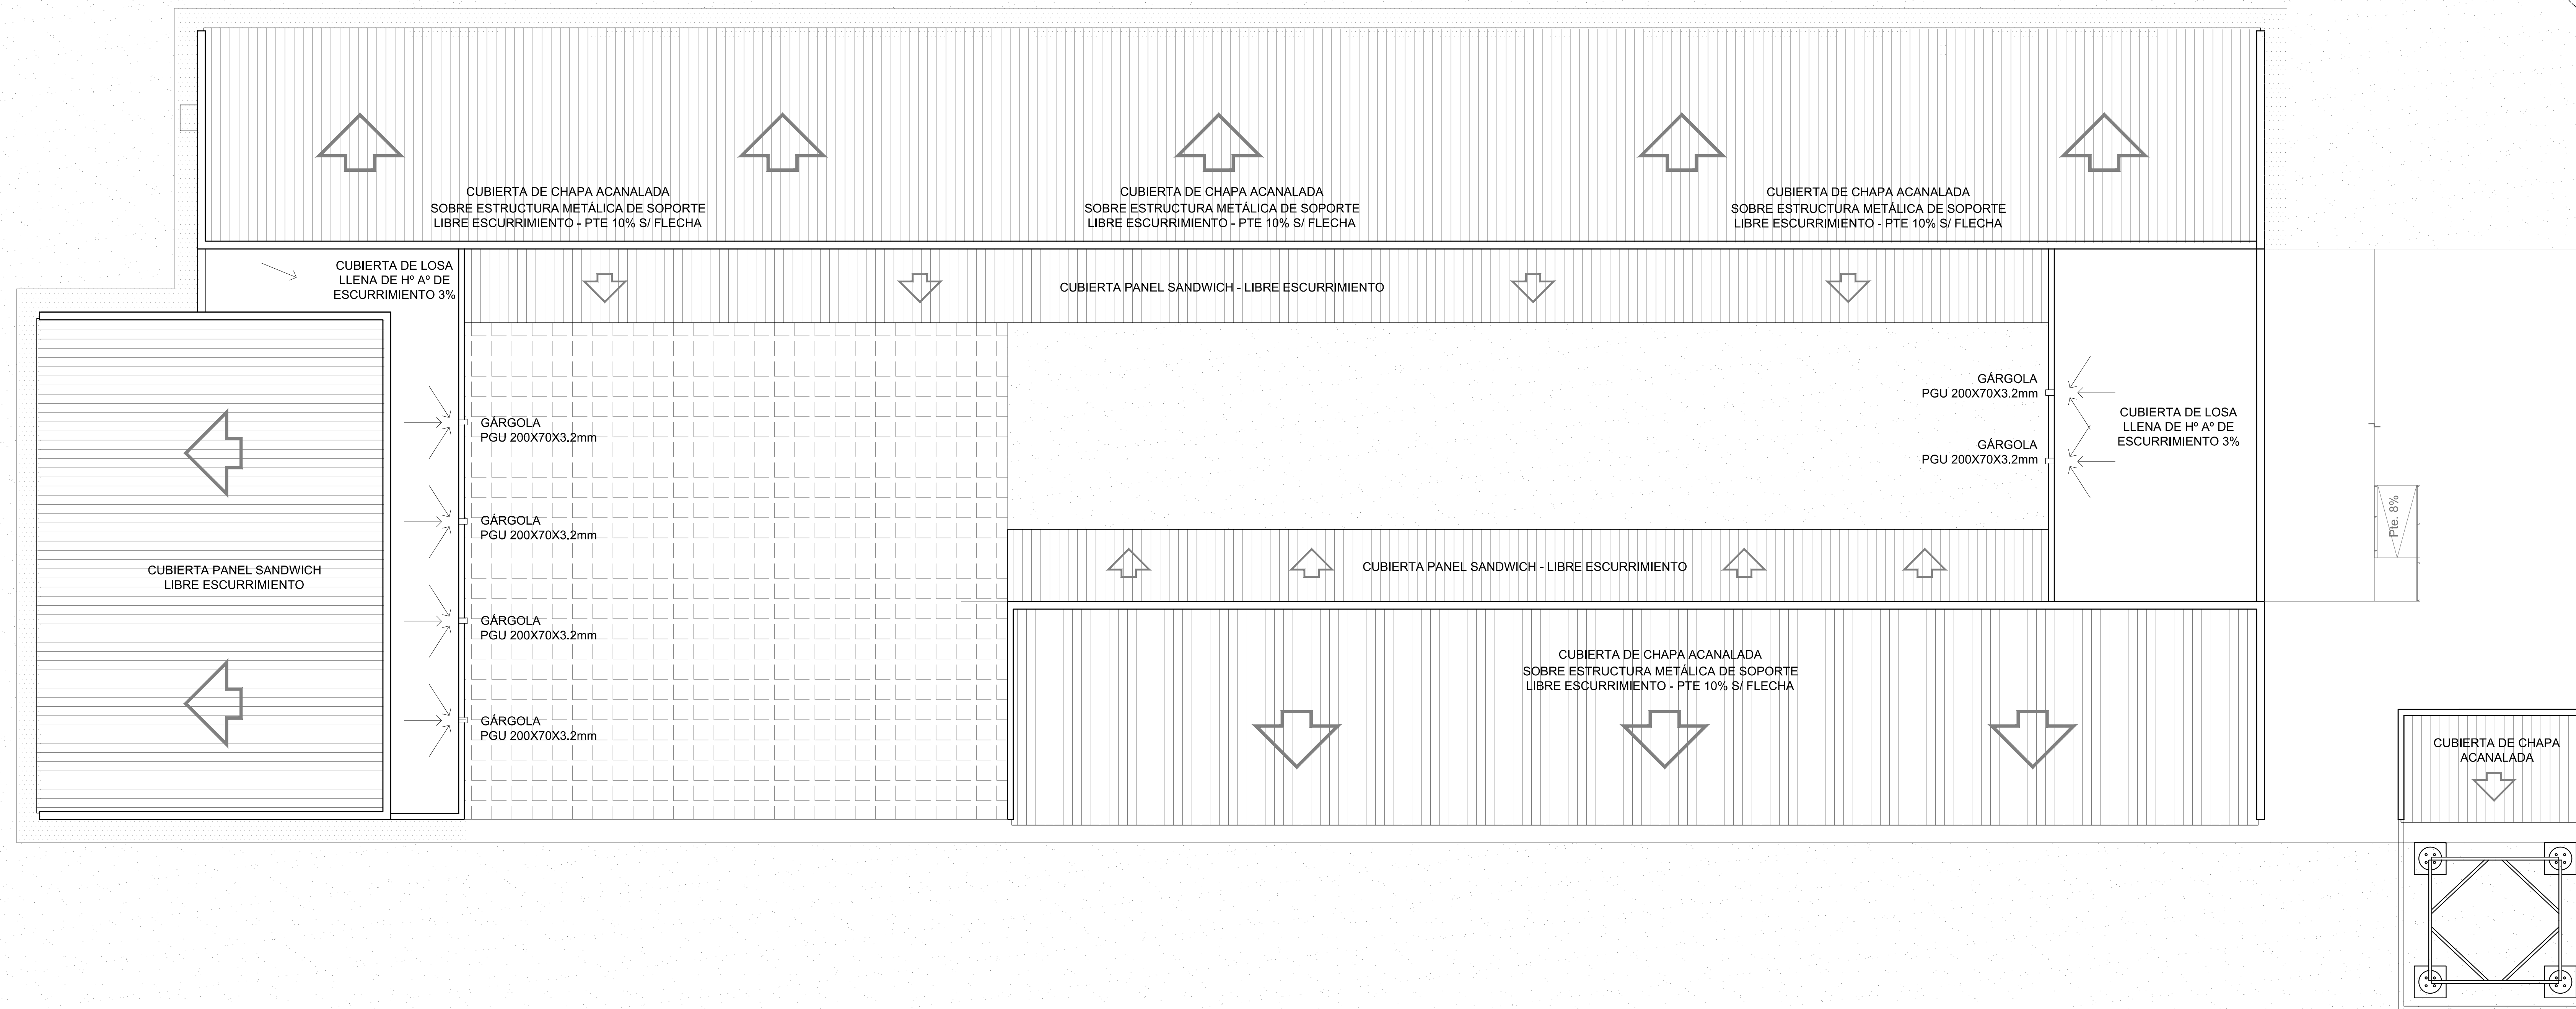 CUBIERTA DE CHAPA ACANALADA
SOBRE ESTRUCTURA METÁLICA DE SOPORTE
LIBRE ESCURRIMIENTO - PTE 10% S/ FLECHA
CUBIERTA DE CHAPA ACANALADA
SOBRE ESTRUCTURA METÁLICA DE SOPORTE
LIBRE ESCURRIMIENTO - PTE 10% S/ FLECHA
CUBIERTA DE CHAPA ACANALADA
SOBRE ESTRUCTURA METÁLICA DE SOPORTE
LIBRE ESCURRIMIENTO - PTE 10% S/ FLECHA
CUBIERTA DE LOSA
LLENA DE Hº Aº DE
ESCURRIMIENTO 3%
CUBIERTA PANEL SANDWICH - LIBRE ESCURRIMIENTO
GÁRGOLA
PGU 200X70X3.2mm
GÁRGOLA
PGU 200X70X3.2mm
CUBIERTA DE LOSA
LLENA DE Hº Aº DE
ESCURRIMIENTO 3%
GÁRGOLA
PGU 200X70X3.2mm
GÁRGOLA
PGU 200X70X3.2mm
GÁRGOLA
PGU 200X70X3.2mm
GÁRGOLA
PGU 200X70X3.2mm
Pte. 8%
CUBIERTA PANEL SANDWICH
LIBRE ESCURRIMIENTO
CUBIERTA PANEL SANDWICH - LIBRE ESCURRIMIENTO
CUBIERTA DE CHAPA ACANALADA
SOBRE ESTRUCTURA METÁLICA DE SOPORTE
LIBRE ESCURRIMIENTO - PTE 10% S/ FLECHA
CUBIERTA DE CHAPA
ACANALADA